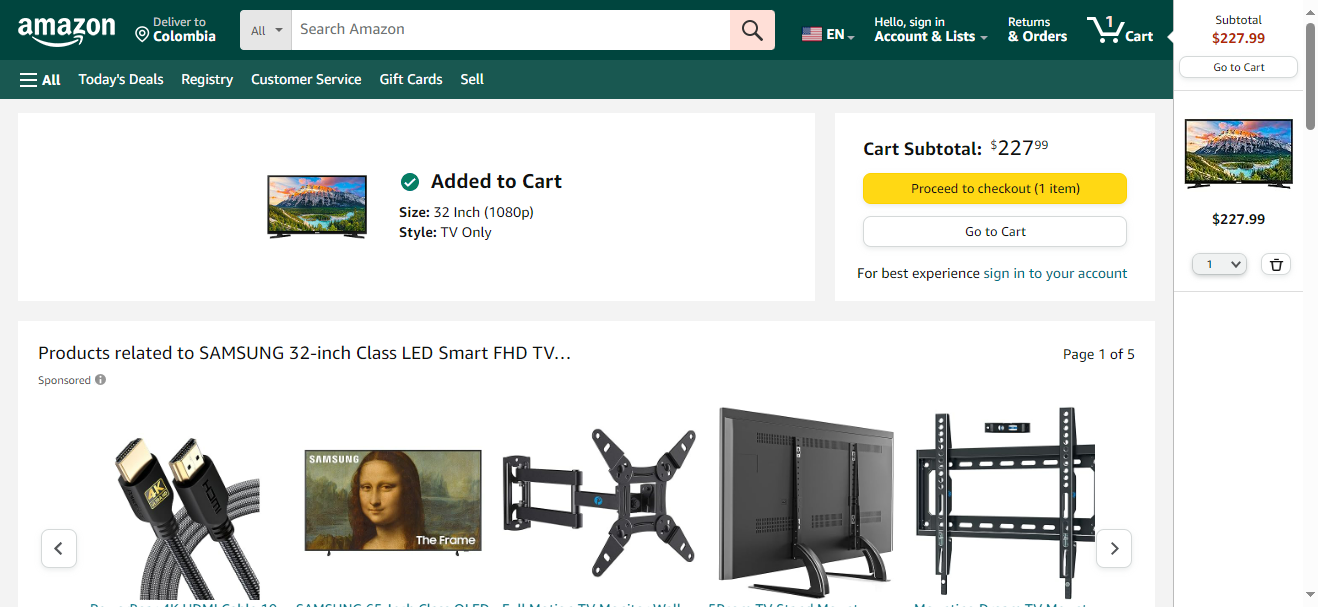 amazon
Deliver to
Colombia
All
Search Amazon
EN
Hello, sign in
Account & Lists
Returns
& Orders
1
Cart
All
Today's Deals
Registry
Customer Service
Gift Cards
Sell
Subtotal
$227.99
Go to Cart
$227.99
1
Added to Cart
Size: 32 Inch (1080p)
Style: TV Only
Cart Subtotal: $227.99
Proceed to checkout (1 item)
Go to Cart
For best experience sign in to your account
Products related to SAMSUNG 32-inch Class LED Smart FHD TV…
Page 1 of 5
Sponsored
4K
HDMI
SAMSUNG
The Frame